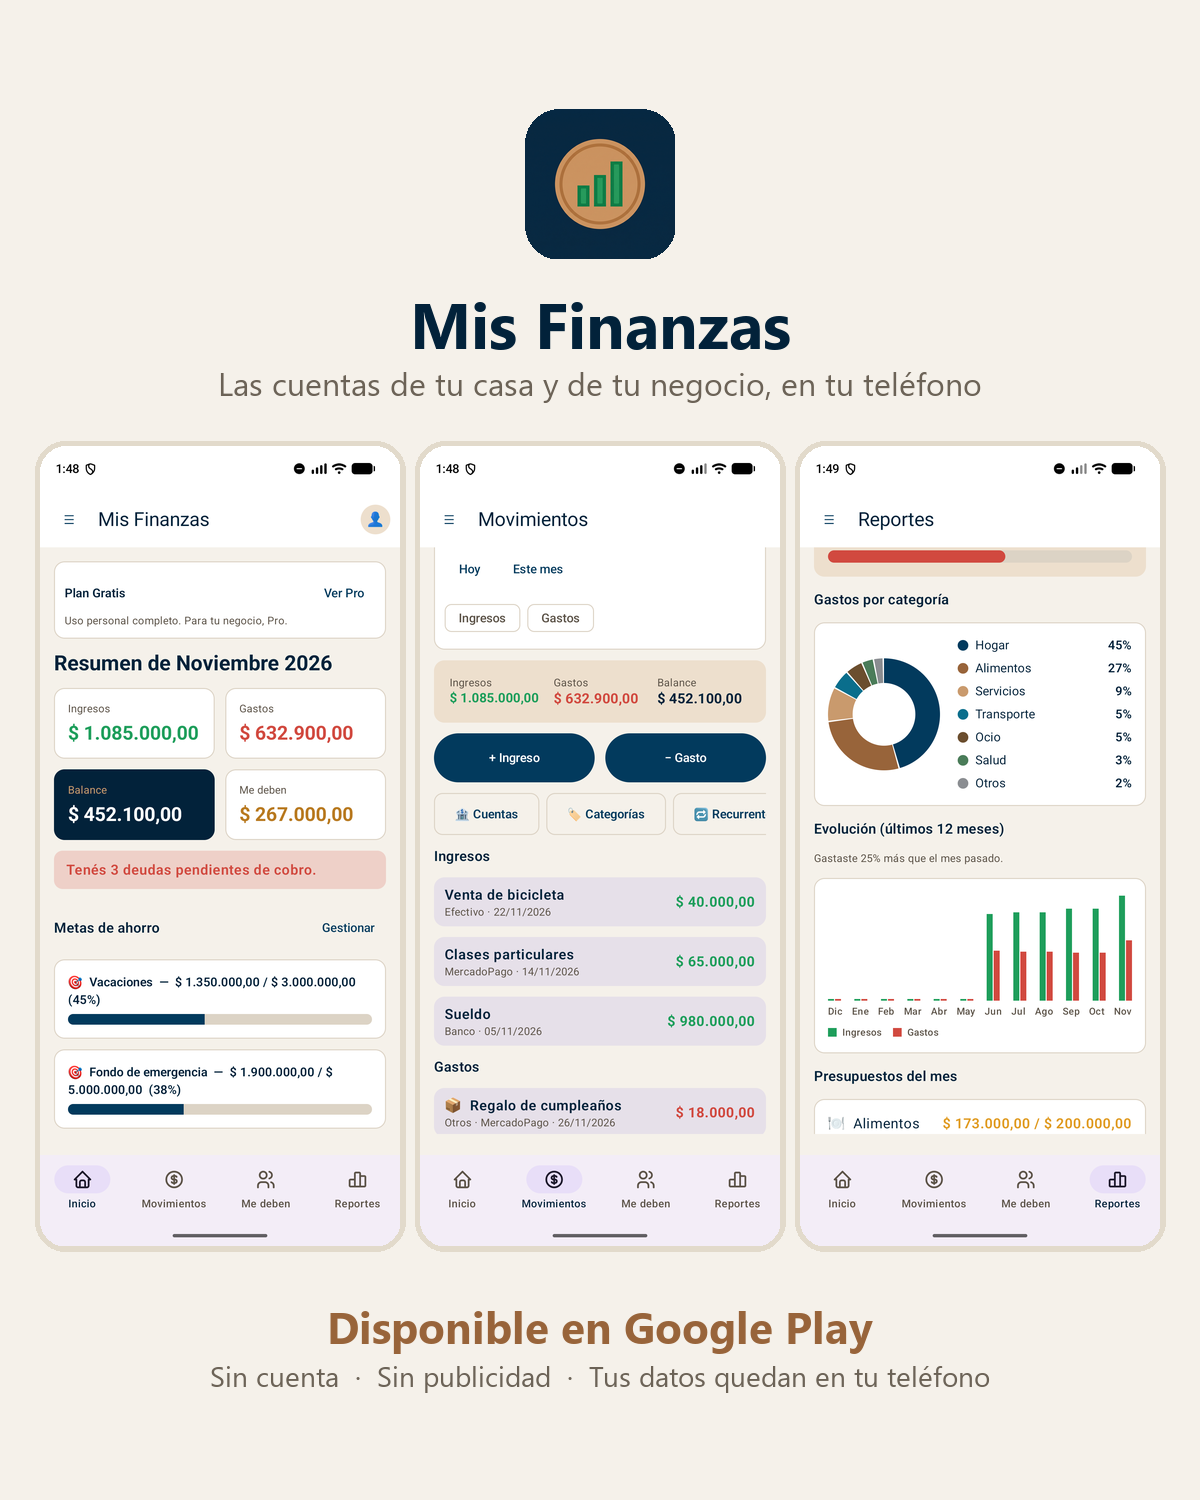 Mis Finanzas
Las cuentas de tu casa y de tu negocio, en tu teléfono
1:48
Mis Finanzas
Plan Gratis
Ver Pro
Uso personal completo. Para tu negocio, Pro.
Resumen de Noviembre 2026
Ingresos
$ 1.085.000,00
Gastos
$ 632.900,00
Balance
$ 452.100,00
Me deben
$ 267.000,00
Tenés 3 deudas pendientes de cobro.
Metas de ahorro
Gestionar
Vacaciones — $ 1.350.000,00 / $ 3.000.000,00
(45%)
Fondo de emergencia — $ 1.900.000,00 / $
5.000.000,00 (38%)
Inicio
Movimientos
Me deben
Reportes
1:48
Movimientos
Hoy
Este mes
Ingresos
Gastos
Ingresos
$ 1.085.000,00
Gastos
$ 632.900,00
Balance
$ 452.100,00
+ Ingreso
− Gasto
Cuentas
Categorías
Recurrent
Ingresos
Venta de bicicleta
Efectivo · 22/11/2026
$ 40.000,00
Clases particulares
MercadoPago · 14/11/2026
$ 65.000,00
Sueldo
Banco · 05/11/2026
$ 980.000,00
Gastos
Regalo de cumpleaños
Otros · MercadoPago · 26/11/2026
$ 18.000,00
Inicio
Movimientos
Me deben
Reportes
1:49
Reportes
Gastos por categoría
Hogar 45%
Alimentos 27%
Servicios 9%
Transporte 5%
Ocio 5%
Salud 3%
Otros 2%
Evolución (últimos 12 meses)
Gastaste 25% más que el mes pasado.
Dic Ene Feb Mar Abr May Jun Jul Ago Sep Oct Nov
Ingresos Gastos
Presupuestos del mes
Alimentos $ 173.000,00 / $ 200.000,00
Inicio
Movimientos
Me deben
Reportes
Disponible en Google Play
Sin cuenta · Sin publicidad · Tus datos quedan en tu teléfono